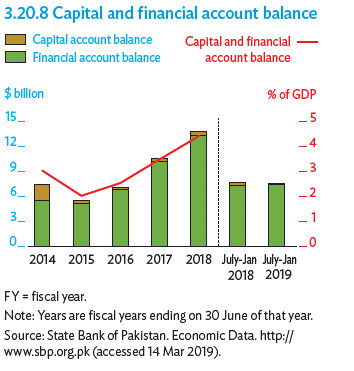 3.20.8 Capital and financial account balance
Capital account balance
Financial account balance
Capital and financial
account balance
$ billion
% of GDP
15
12
9
6
3
0
5
4
3
2
1
0
2014 2015 2016 2017 2018 July-Jan 2018 July-Jan 2019
FY = fiscal year.
Note: Years are fiscal years ending on 30 June of that year.
Source: State Bank of Pakistan. Economic Data. http://
www.sbp.org.pk (accessed 14 Mar 2019).